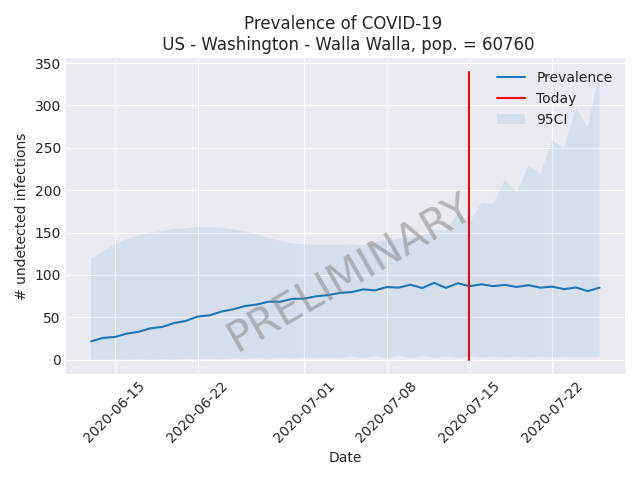 Prevalence of COVID-19
US - Washington - Walla Walla, pop. = 60760
350
300
250
200
150
100
50
0
# undetected infections
Prevalence
Today
95CI
PRELIMINARY
2020-06-15
2020-06-22
2020-07-01
2020-07-08
2020-07-15
2020-07-22
Date